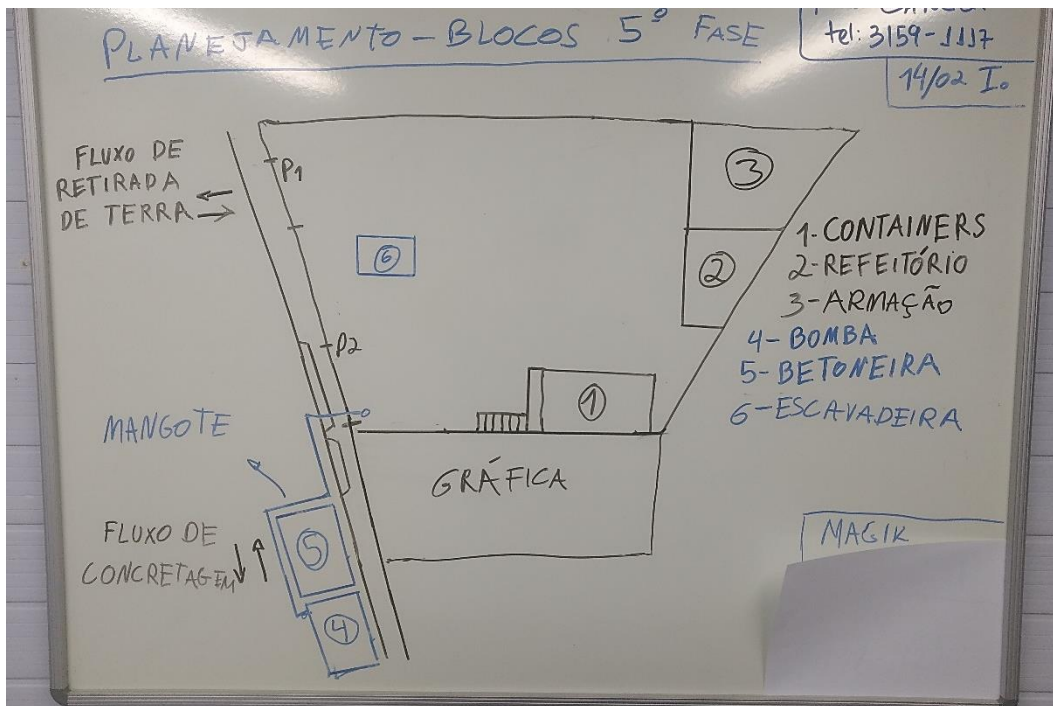 PLANEJAMENTO - BLOCOS 5º FASE
tel: 3159-1117
14/02 I.
FLUXO DE
RETIRADA
DE TERRA
P1
3
6
2
1-CONTAINERS
2-REFEITÓRIO
3-ARMAÇÃO
4-BOMBA
5-BETONEIRA
6-ESCAVADEIRA
P2
1
MANGOTE
GRÁFICA
FLUXO DE
CONCRETAGEM
5
4
MAGIK